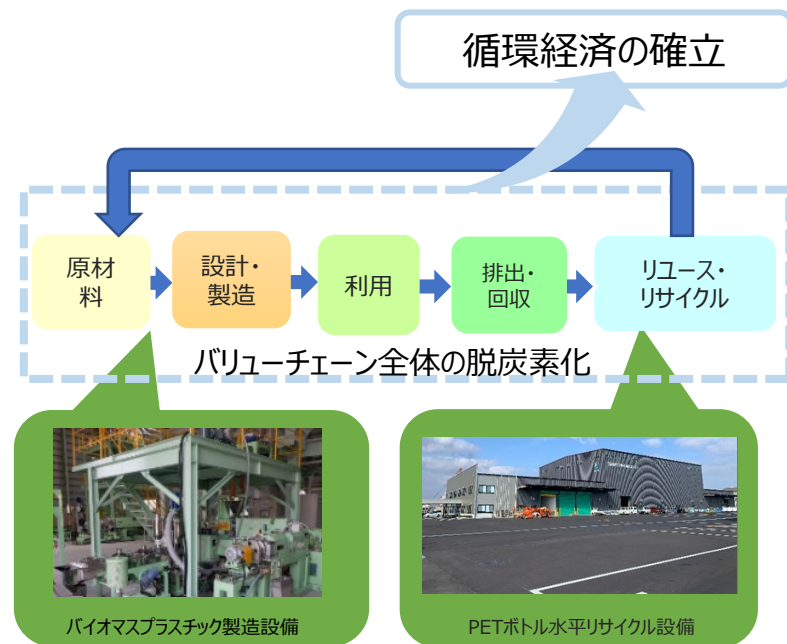 循環経済の確立
原材
料
設計・
製造
利用
排出・
回収
リユース・
リサイクル
バリューチェーン全体の脱炭素化
バイオマスプラスチック製造設備
PETボトル水平リサイクル設備